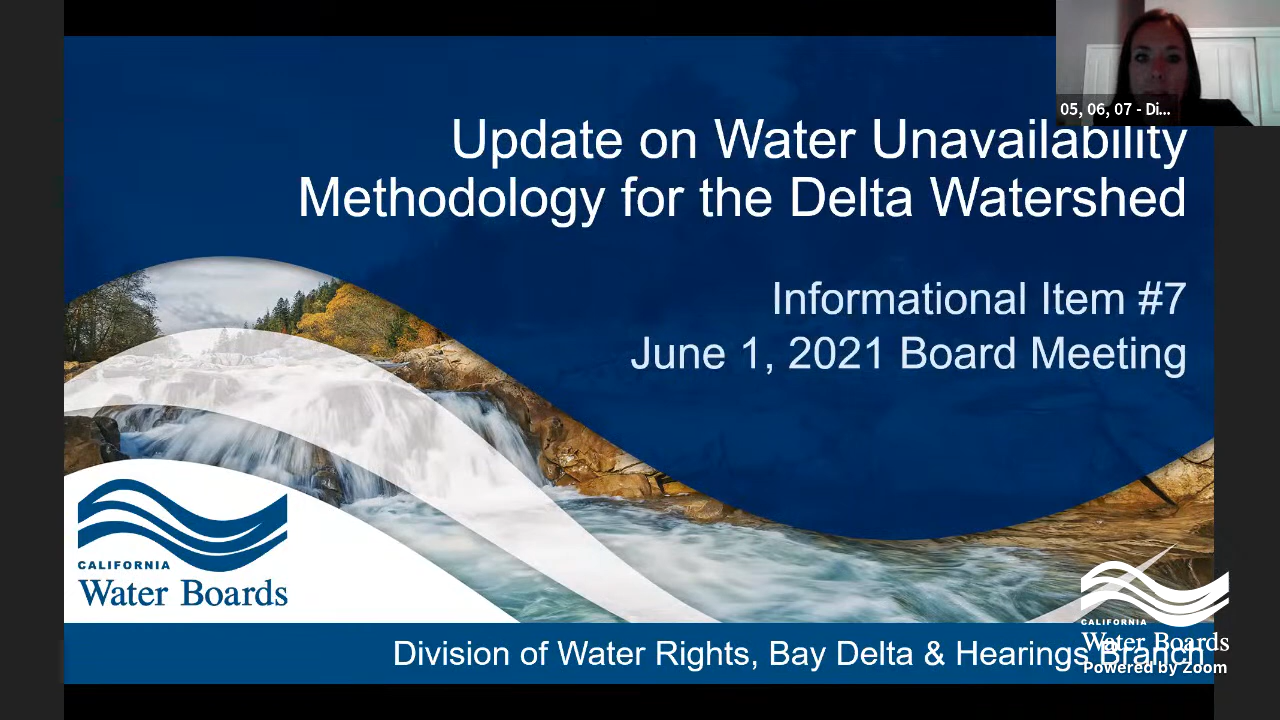 05, 06, 07 - Di...
Update on Water Unavailability
Methodology for the Delta Watershed
Informational Item #7
June 1, 2021 Board Meeting
CALIFORNIA
Water Boards
Division of Water Rights, Bay Delta & Hearings Branch
CALIFORNIA
Water Boards
Powered by Zoom